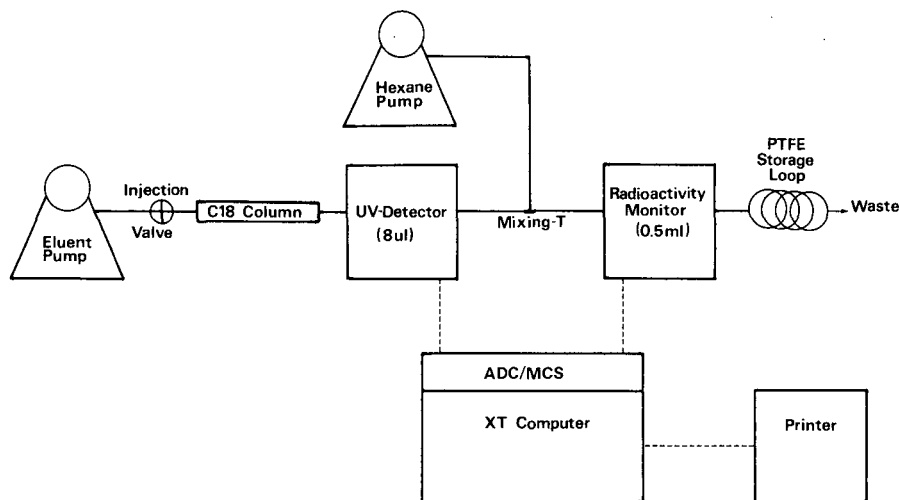 Hexane
Pump
Injection
Valve
Eluent
Pump
C18 Column
UV-Detector
(8ul)
Mixing-T
Radioactivity
Monitor
(0.5ml)
PTFE
Storage
Loop
Waste
ADC/MCS
XT Computer
Printer